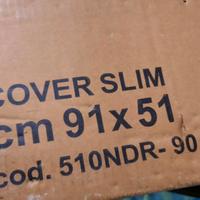 COVER SLIM
cm 91x51
cod. 510NDR- 90